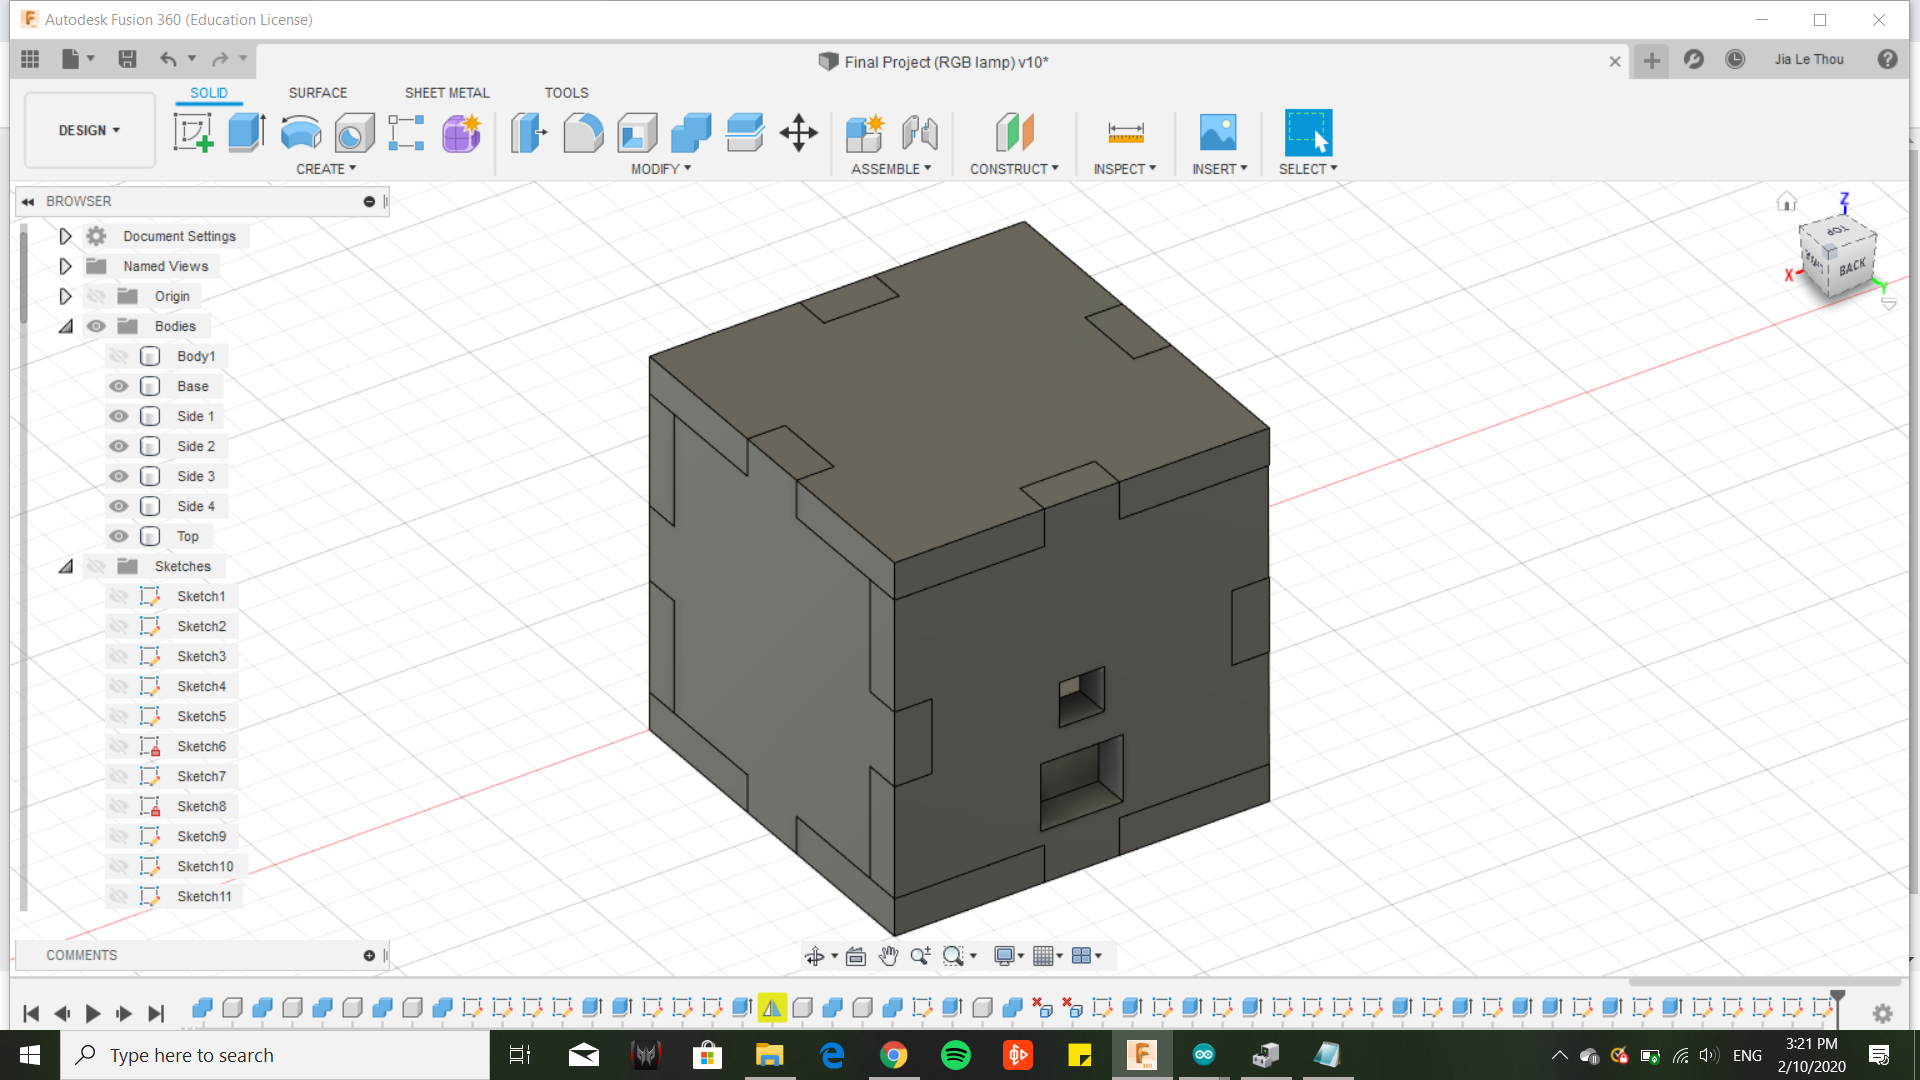 Autodesk Fusion 360 (Education License)
Final Project (RGB lamp) v10*
Jia Le Thou
SOLID SURFACE SHEET METAL TOOLS
DESIGN
CREATE MODIFY ASSEMBLE CONSTRUCT INSPECT INSERT SELECT
BROWSER
Document Settings
Named Views
Origin
Bodies
Body1
Base
Side 1
Side 2
Side 3
Side 4
Top
Sketches
Sketch1
Sketch2
Sketch3
Sketch4
Sketch5
Sketch6
Sketch7
Sketch8
Sketch9
Sketch10
Sketch11
Z
TOP
BACK
X
Y
COMMENTS
Type here to search
ENG
3:21 PM
2/10/2020